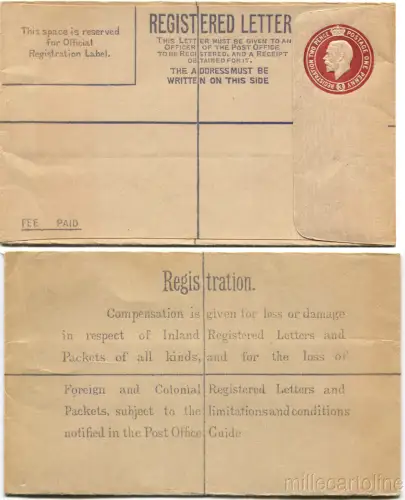 This space is reserved
for Official
Registration Label.
REGISTERED LETTER
THIS LETTER MUST BE GIVEN TO AN
OFFICER OF THE POST OFFICE
TO BE REGISTERED, AND A RECEIPT
OBTAINED FOR IT.
THE ADDRESS MUST BE
WRITTEN ON THIS SIDE
REGISTRATION TWO PENCE POSTAGE ONE PENNY
FEE PAID
Registration.
Compensation is given for loss or damage
in respect of Inland Registered Letters and
Packets of all kinds, and for the loss of
Foreign and Colonial Registered Letters and
Packets, subject to the limitations and conditions
notified in the Post Office Guide
millecartoline